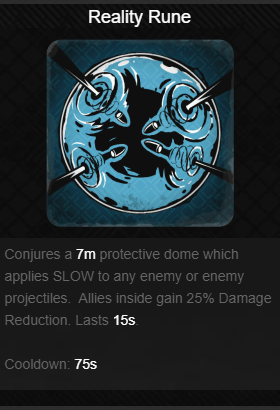 Reality Rune
Conjures a 7m protective dome which
applies SLOW to any enemy or enemy
projectiles.  Allies inside gain 25% Damage
Reduction. Lasts 15s.
Cooldown: 75s